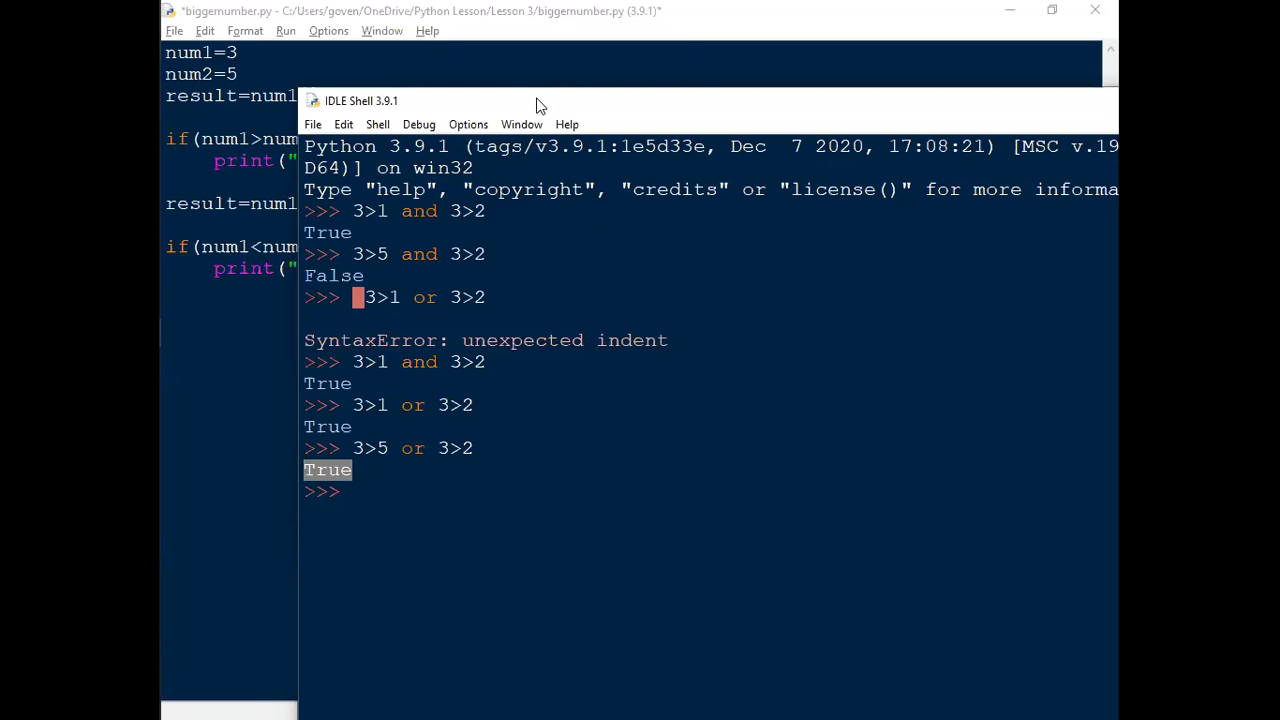 *biggernumber.py - C:/Users/goven/OneDrive/Python Lesson/Lesson 3/biggernumber.py (3.9.1)*
File Edit Format Run Options Window Help
num1=3
num2=5
result=num1
if(num1>num
print("
result=num1
if(num1<num
print("
IDLE Shell 3.9.1
File Edit Shell Debug Options Window Help
Python 3.9.1 (tags/v3.9.1:1e5d33e, Dec 7 2020, 17:08:21) [MSC v.19
D64)] on win32
Type "help", "copyright", "credits" or "license()" for more informa
>>> 3>1 and 3>2
True
>>> 3>5 and 3>2
False
>>> 3>1 or 3>2
SyntaxError: unexpected indent
>>> 3>1 and 3>2
True
>>> 3>1 or 3>2
True
>>> 3>5 or 3>2
True
>>>